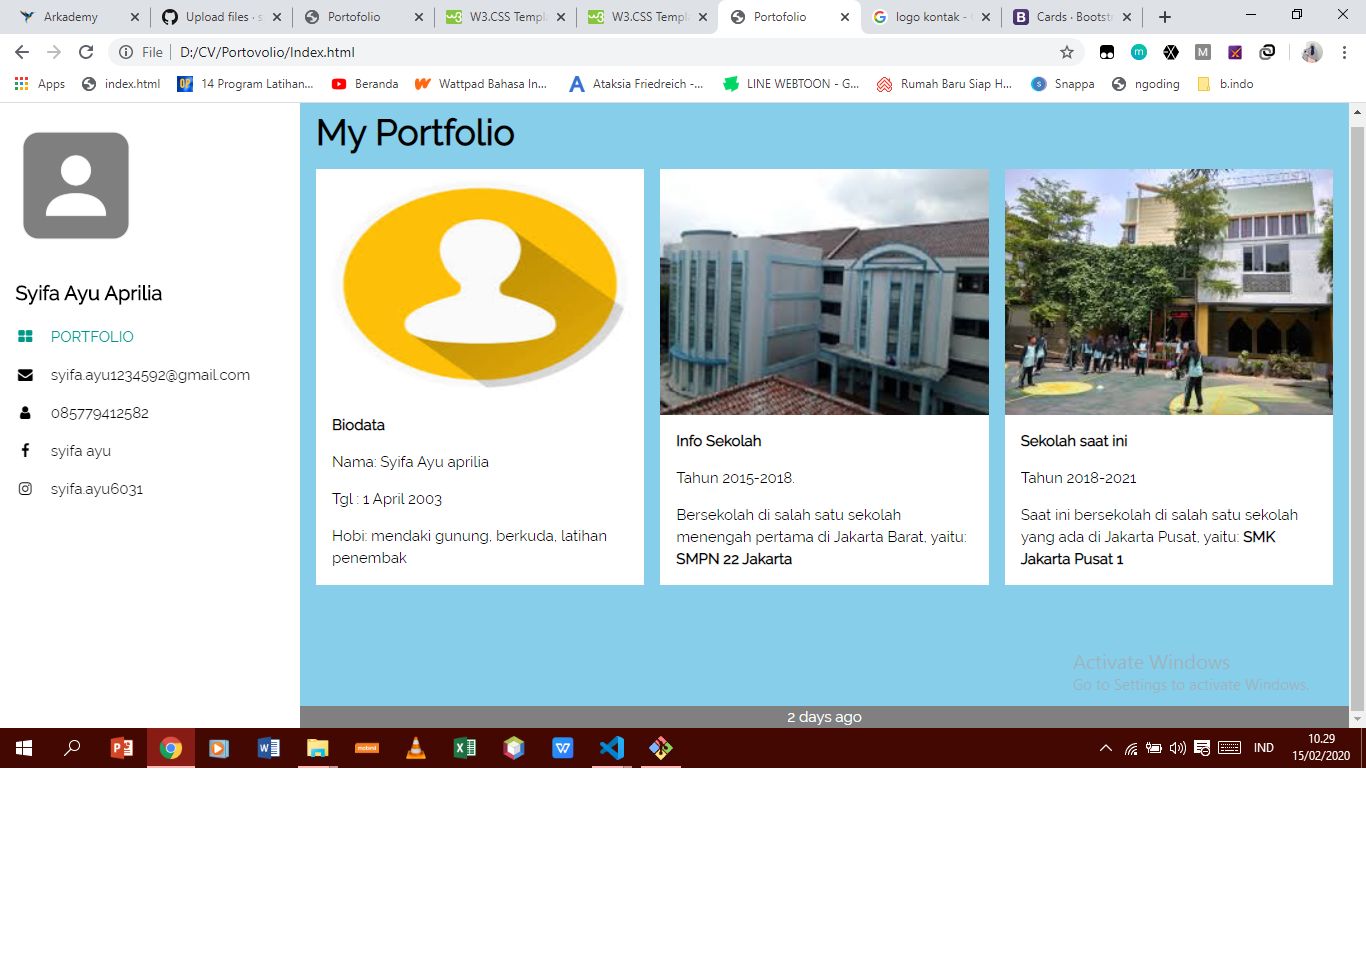 Arkademy
Upload files · s
Portofolio
W3.CSS Templ
W3.CSS Templ
Portofolio
logo kontak -
Cards · Bootstr
File
D:/CV/Portovolio/Index.html
Apps
index.html
14 Program Latihan...
Beranda
Wattpad Bahasa In...
Ataksia Friedreich -...
LINE WEBTOON - G...
Rumah Baru Siap H...
Snappa
ngoding
b.indo
Syifa Ayu Aprilia
PORTFOLIO
syifa.ayu1234592@gmail.com
085779412582
syifa ayu
syifa.ayu6031
My Portfolio
Biodata
Nama: Syifa Ayu aprilia
Tgl : 1 April 2003
Hobi: mendaki gunung, berkuda, latihan
penembak
Info Sekolah
Tahun 2015-2018.
Bersekolah di salah satu sekolah
menengah pertama di Jakarta Barat, yaitu:
SMPN 22 Jakarta
Sekolah saat ini
Tahun 2018-2021
Saat ini bersekolah di salah satu sekolah
yang ada di Jakarta Pusat, yaitu: SMK
Jakarta Pusat 1
Activate Windows
Go to Settings to activate Windows.
2 days ago
IND
10.29
15/02/2020